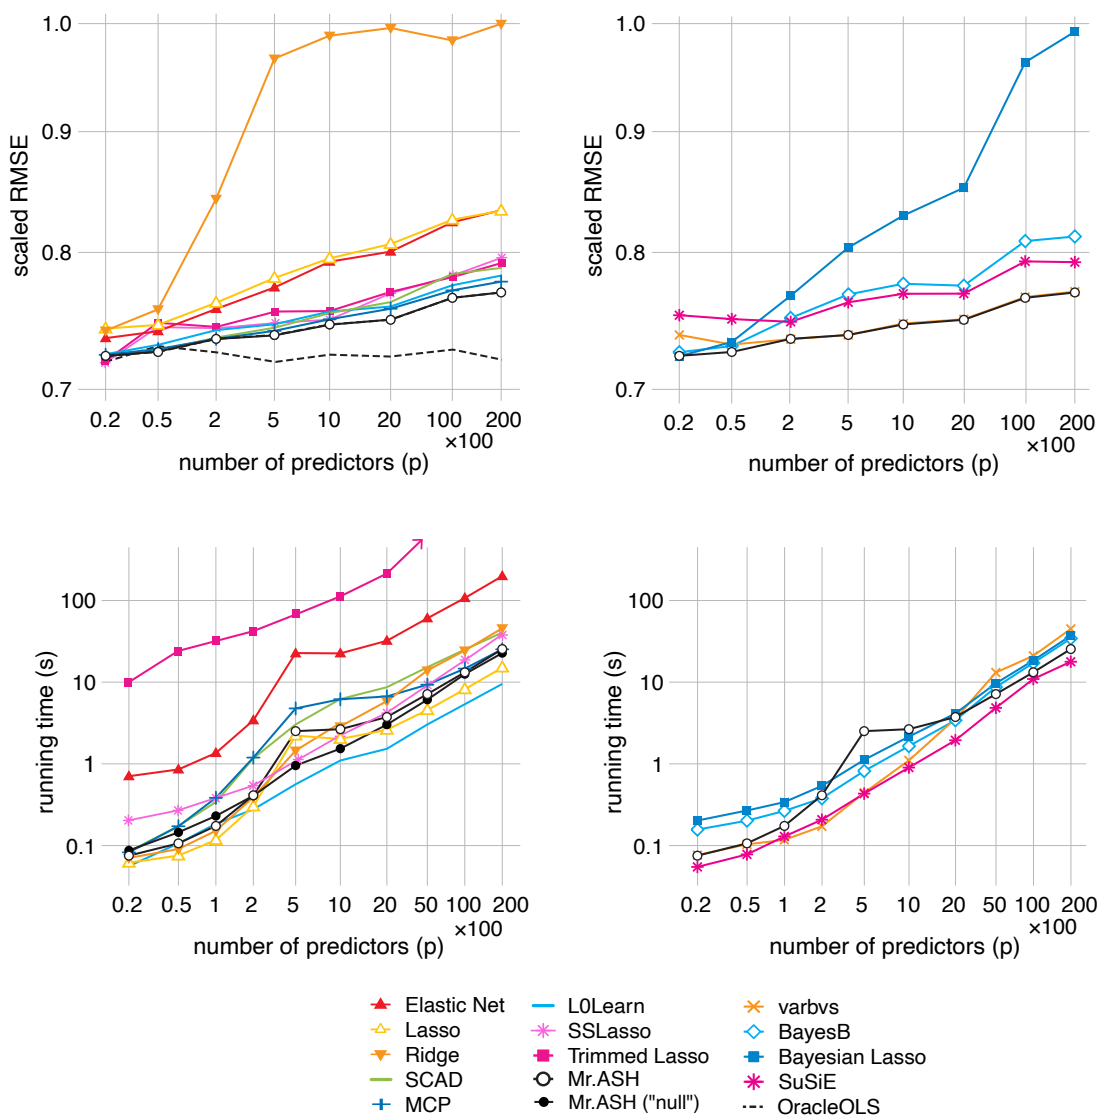 1.0
0.9
0.8
0.7
scaled RMSE
0.2 0.5 2 5 10 20 100 200
×100
number of predictors (p)
1.0
0.9
0.8
0.7
scaled RMSE
0.2 0.5 2 5 10 20 100 200
×100
number of predictors (p)
100
10
1
0.1
running time (s)
0.2 0.5 1 2 5 10 20 50 100 200
×100
number of predictors (p)
100
10
1
0.1
running time (s)
0.2 0.5 1 2 5 10 20 50 100 200
×100
number of predictors (p)
Elastic Net
Lasso
Ridge
SCAD
MCP
L0Learn
SSLasso
Trimmed Lasso
Mr.ASH
Mr.ASH ("null")
varbvs
BayesB
Bayesian Lasso
SuSiE
OracleOLS